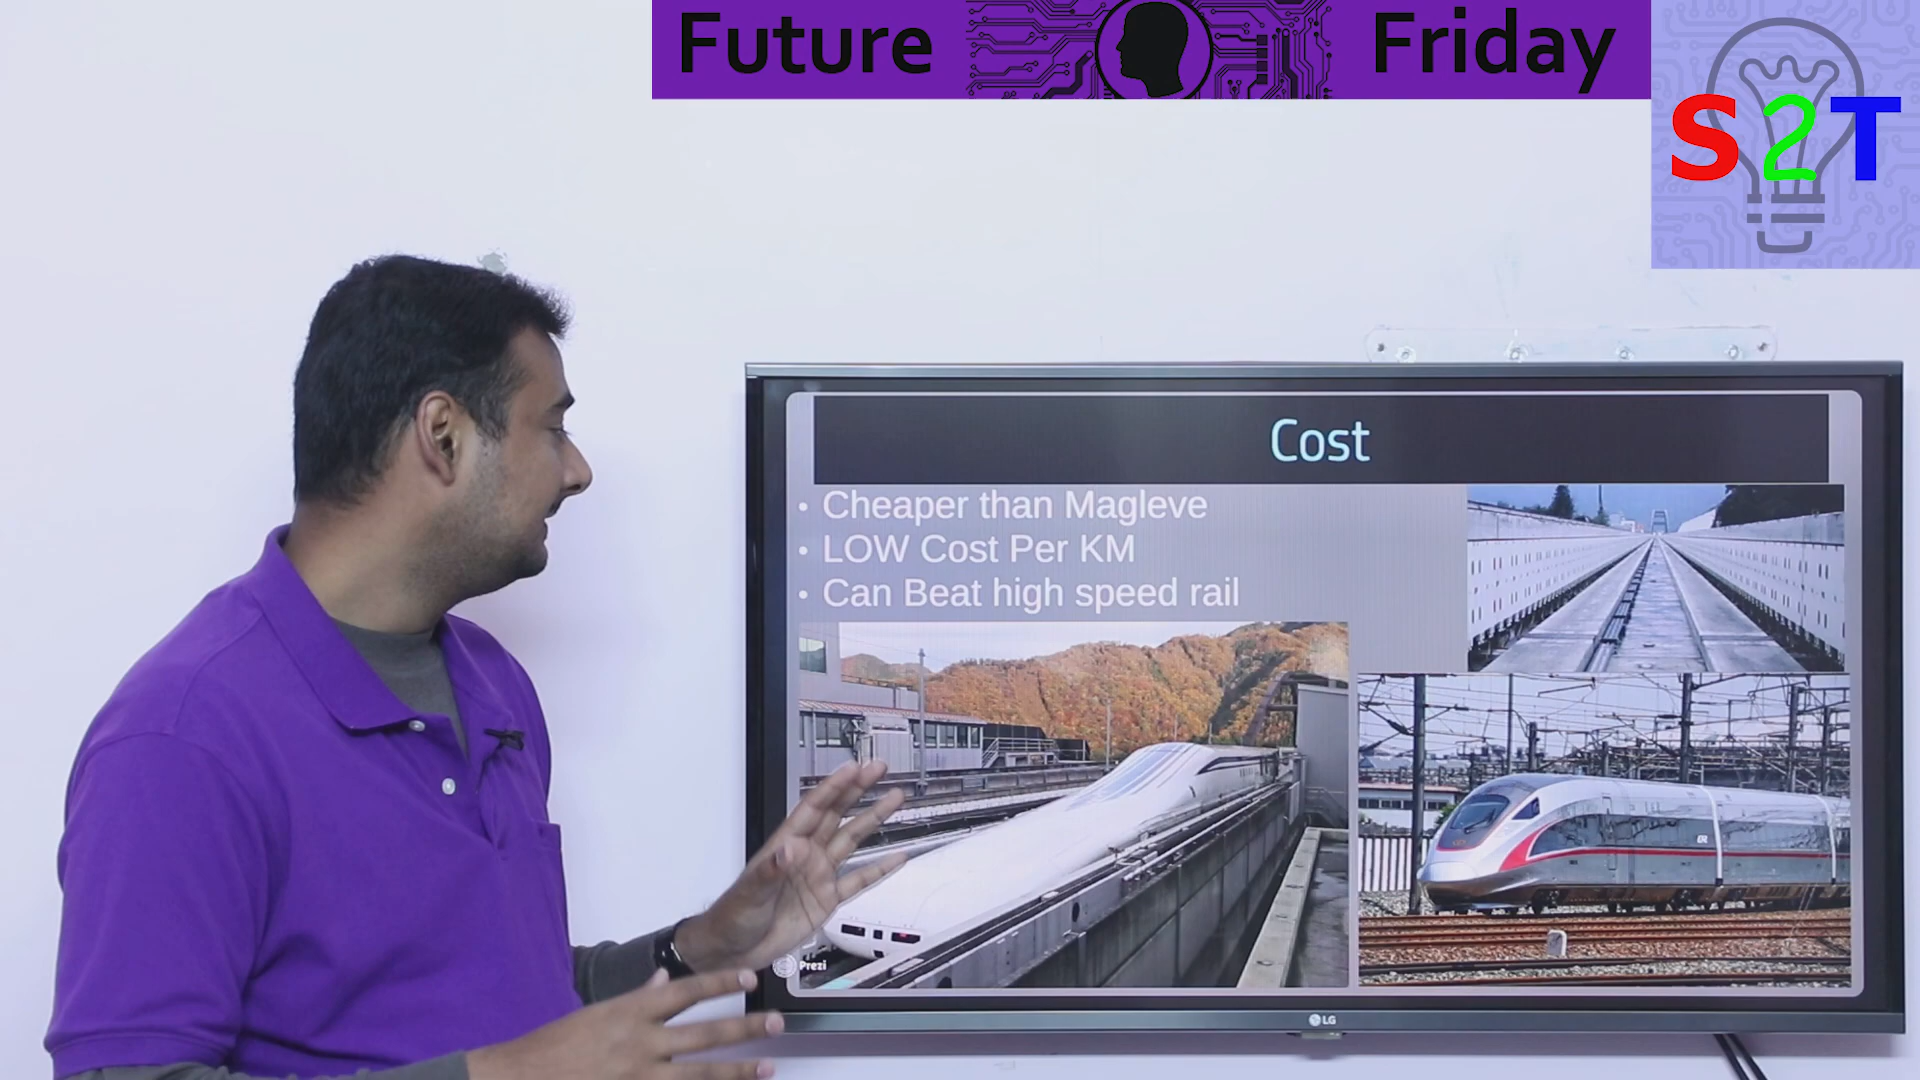 Future Friday
S2T
Cost
• Cheaper than Magleve
• LOW Cost Per KM
• Can Beat high speed rail
Prezi
LG